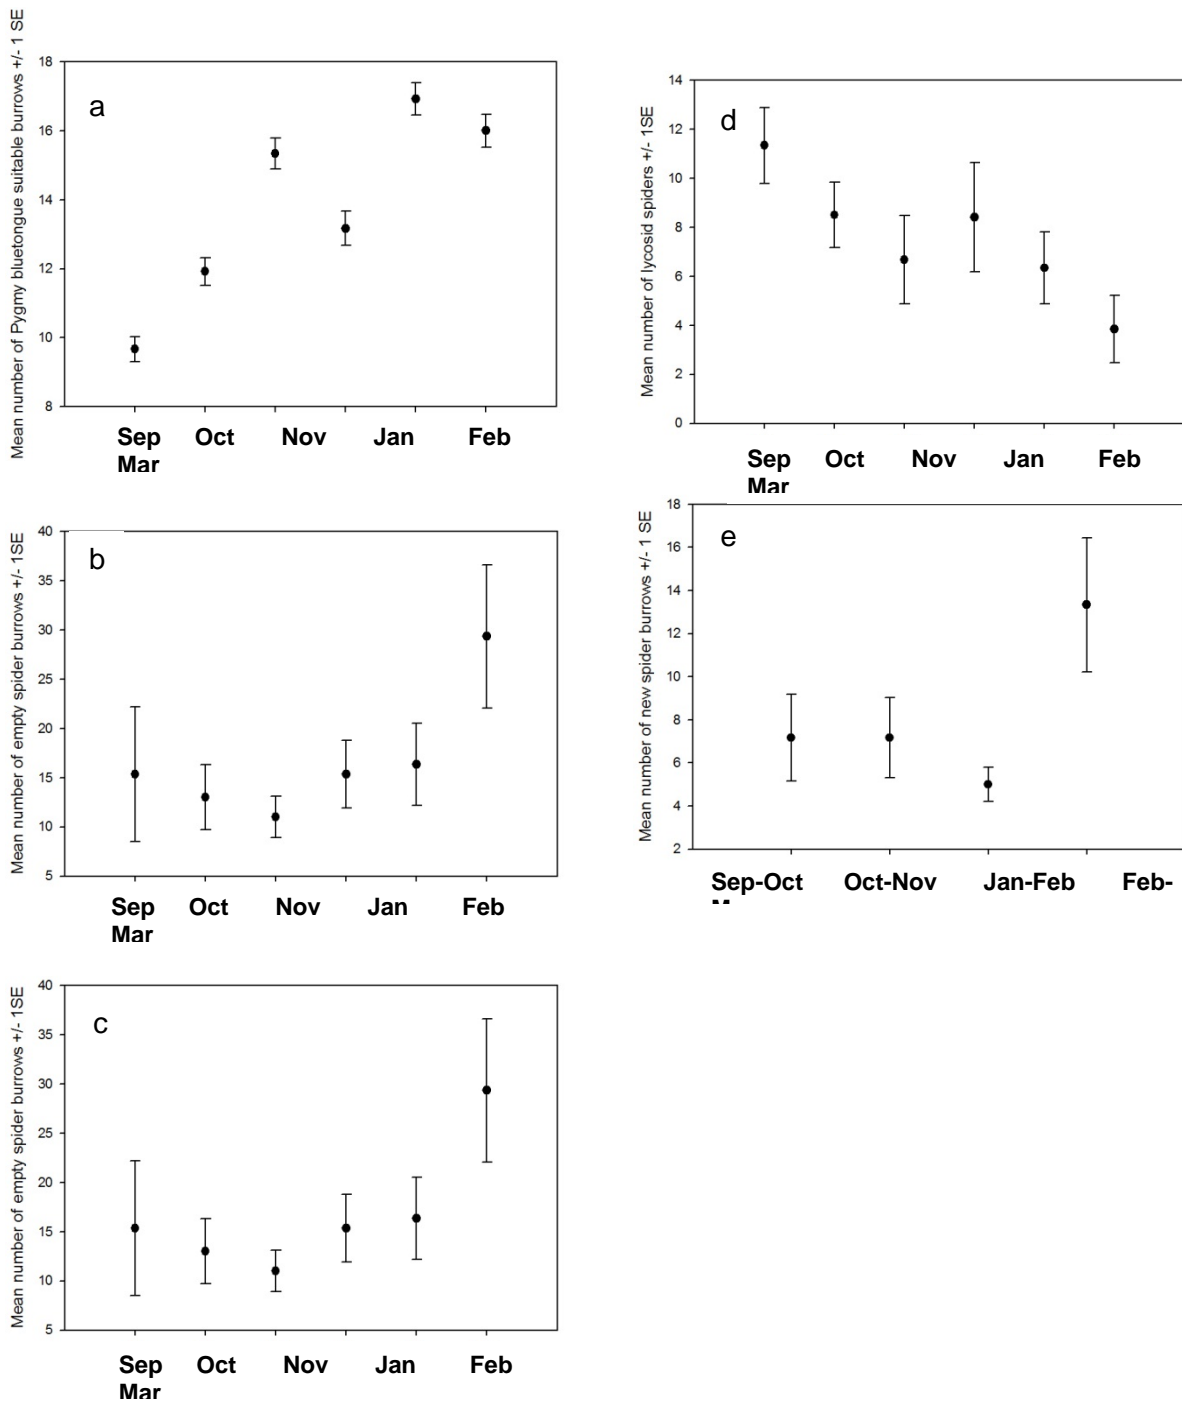 Mean number of Pygmy bluetongue suitable burrows +/- 1 SE
18
16
14
12
10
8
a
Sep Oct Nov Jan Feb
Mar
Mean number of empty spider burrows +/- 1SE
40
35
30
25
20
15
10
5
b
Sep Oct Nov Jan Feb
Mar
Mean number of empty spider burrows +/- 1SE
40
35
30
25
20
15
10
5
c
Sep Oct Nov Jan Feb
Mar
Mean number of lycosid spiders +/- 1SE
14
12
10
8
6
4
2
0
d
Sep Oct Nov Jan Feb
Mar
Mean number of new spider burrows +/- 1 SE
18
16
14
12
10
8
6
4
2
e
Sep-Oct Oct-Nov Jan-Feb Feb-